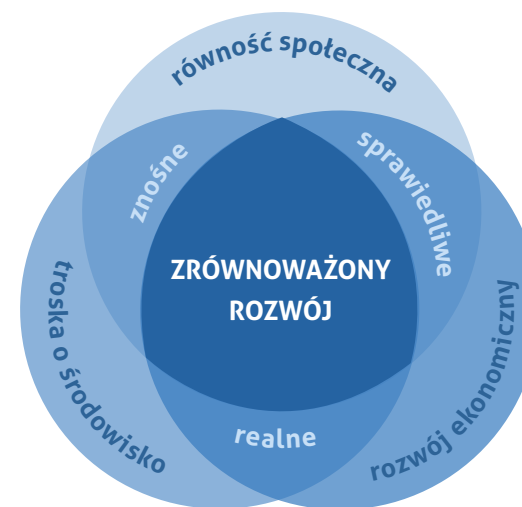 równość społeczna
znośne
sprawiedliwe
ZRÓWNOWAŻONY
ROZWÓJ
troska o środowisko
realne
rozwój ekonomiczny